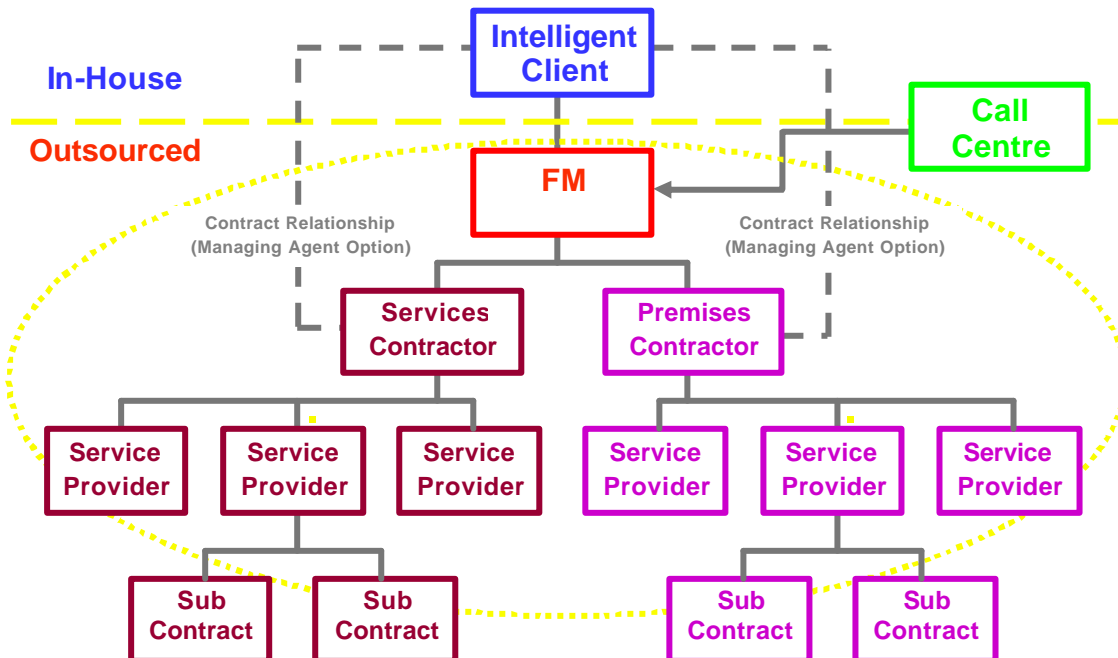 Intelligent
Client
In-House
Call
Centre
Outsourced
FM
Contract Relationship
(Managing Agent Option)
Contract Relationship
(Managing Agent Option)
Services
Contractor
Premises
Contractor
Service
Provider
Service
Provider
Service
Provider
Service
Provider
Service
Provider
Service
Provider
Sub
Contract
Sub
Contract
Sub
Contract
Sub
Contract